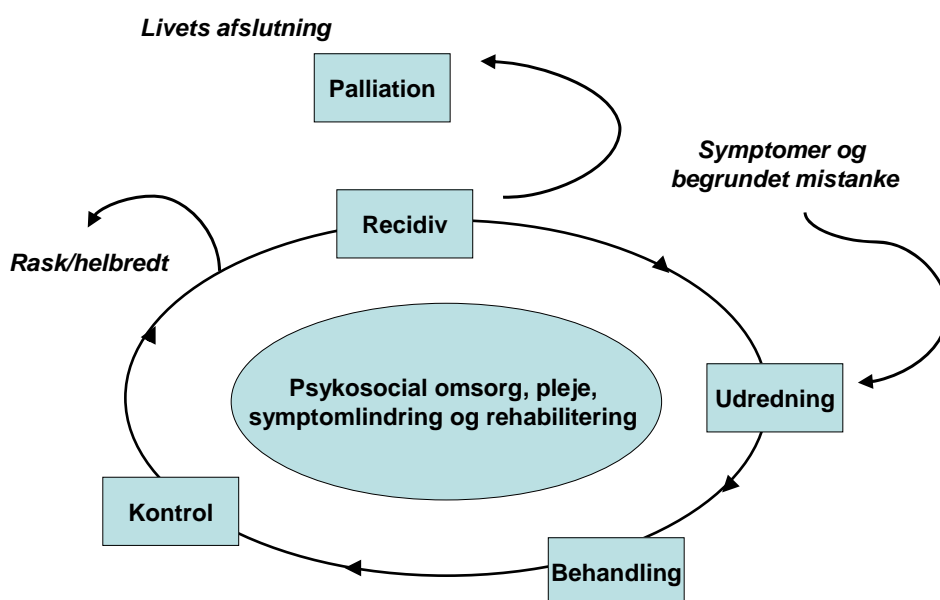 Livets afslutning
Palliation
Symptomer og
begrundet mistanke
Recidiv
Rask/helbredt
Psykosocial omsorg, pleje,
symptomlindring og rehabilitering
Udredning
Kontrol
Behandling